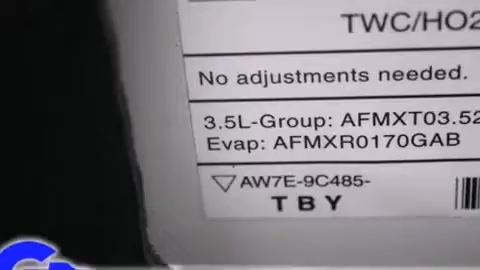 TWC/HO2
No adjustments needed.
3.5L-Group: AFMXT03.52
Evap: AFMXR0170GAB
AW7E-9C485-
TBY